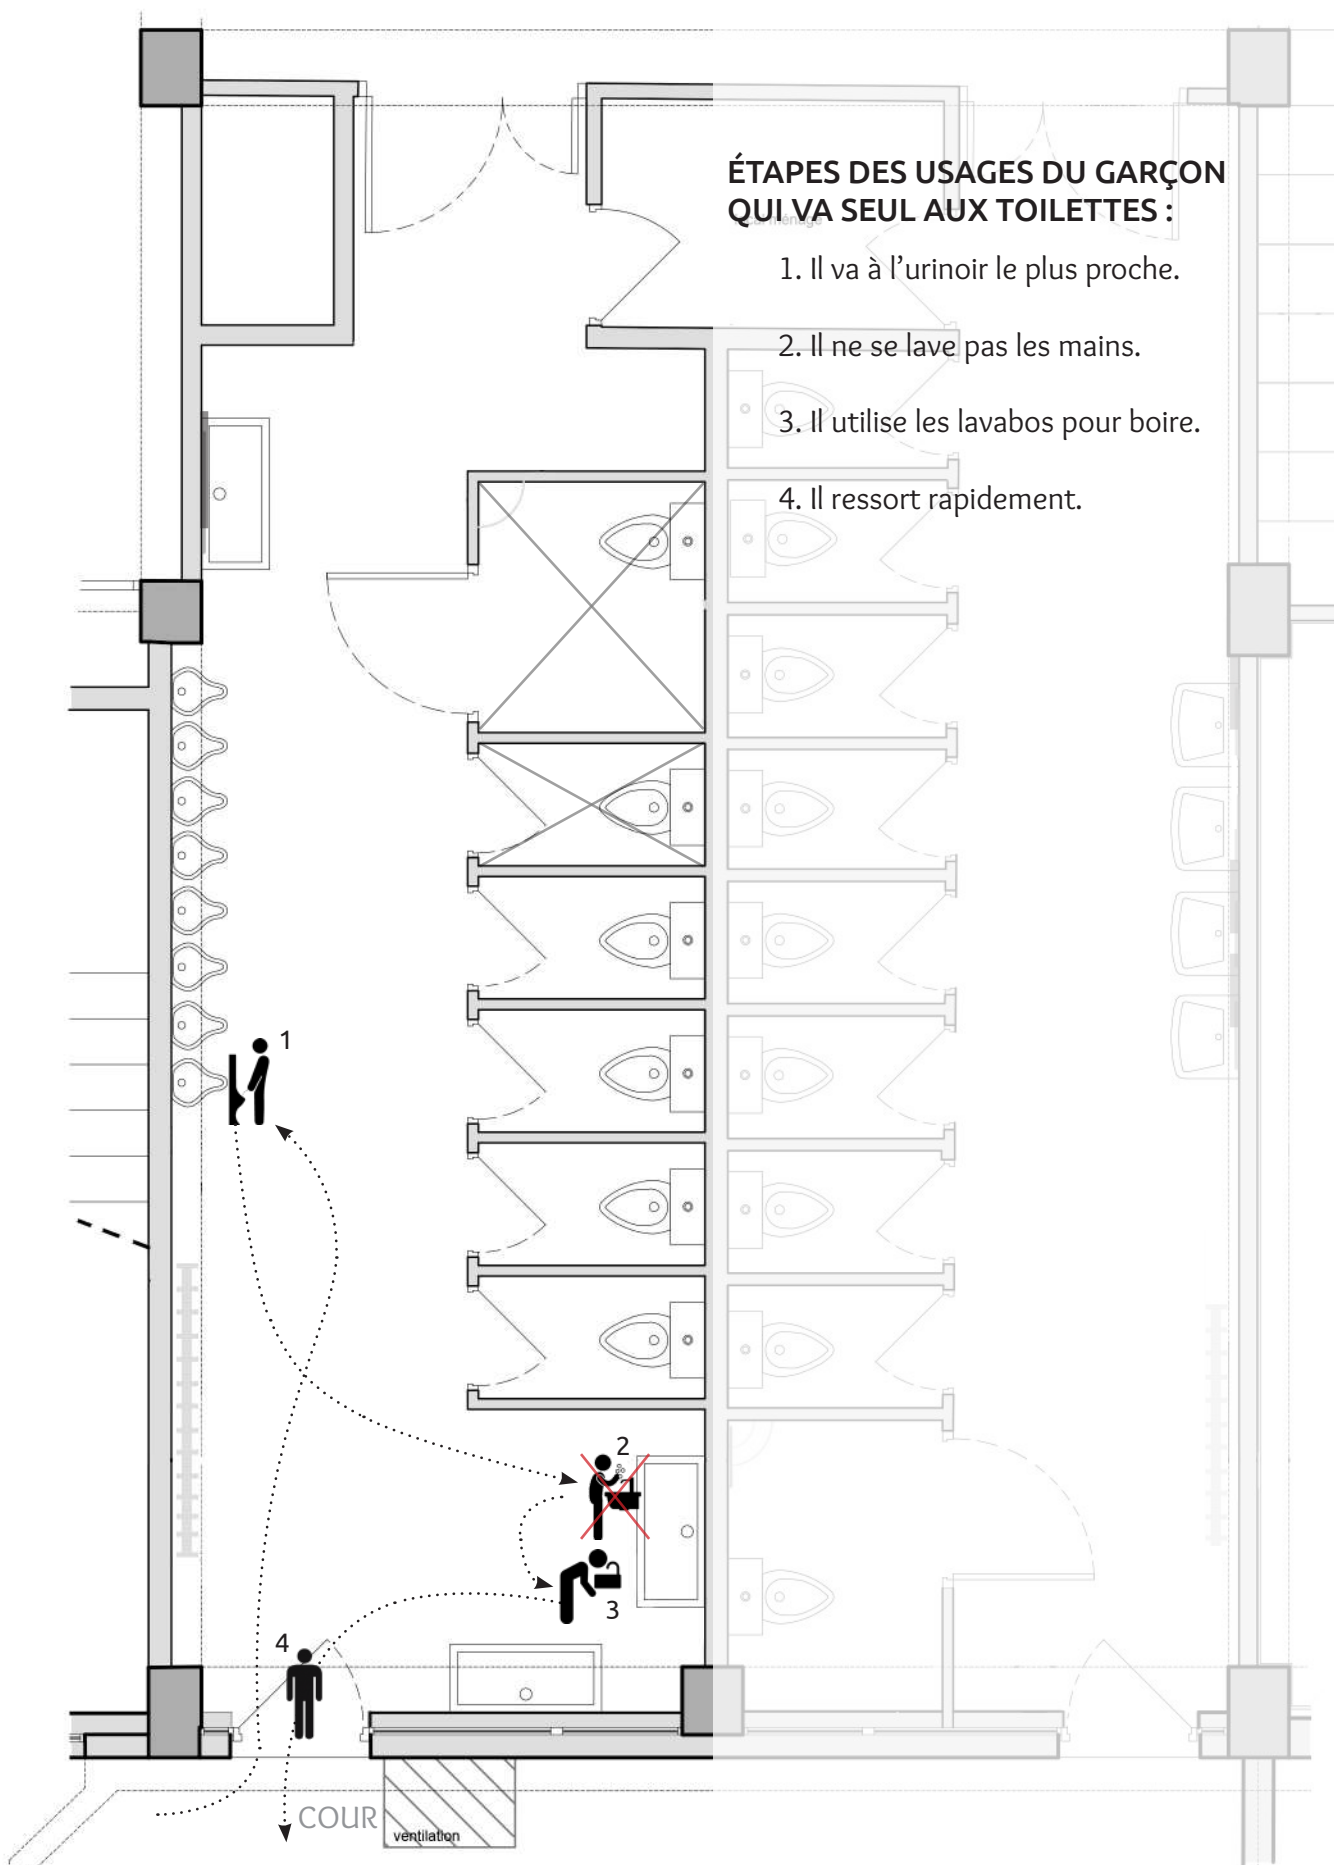 ÉTAPES DES USAGES DU GARÇON
QUI VA SEUL AUX TOILETTES :
ménage
1. Il va à l’urinoir le plus proche.
2. Il ne se lave pas les mains.
3. Il utilise les lavabos pour boire.
4. Il ressort rapidement.
1
2
3
4
COUR
ventilation